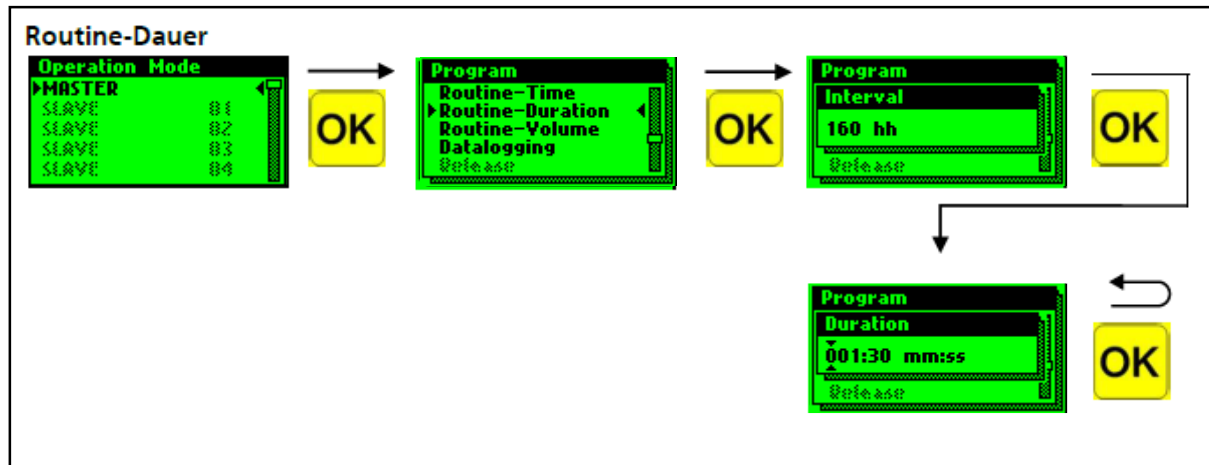 Routine-Dauer
Operation Mode
MASTER
SLAVE 01
SLAVE 02
SLAVE 03
SLAVE 04
OK
Program
Routine-Time
Routine-Duration
Routine-Volume
Datalogging
Release
OK
Program
Interval
160 hh
Release
OK
Program
Duration
001:30 mm:ss
Release
OK